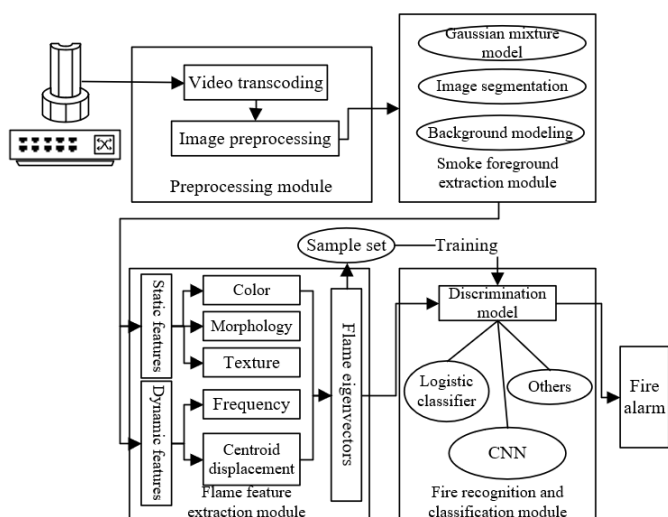 Gaussian mixture
model
Video transcoding
Image segmentation
Image preprocessing
Background modeling
Preprocessing module
Smoke foreground
extraction module
Sample set
Training
Static features
Color
Morphology
Texture
Dynamic features
Frequency
Centroid
displacement
Flame eigenvectors
Flame feature
extraction module
Discrimination
model
Logistic
classifier
Others
CNN
Fire recognition and
classification module
Fire
alarm